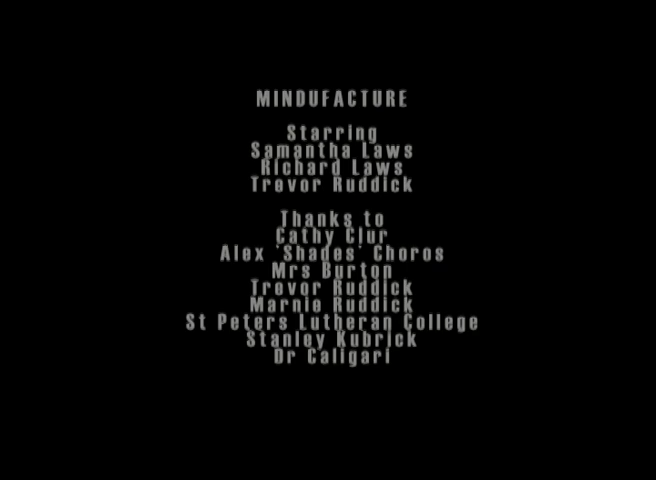 MINDUFACTURE
Starring
Samantha Laws
Richard Laws
Trevor Ruddick
Thanks to
Cathy Clur
Alex 'Shades' Choros
Mrs Burton
Trevor Ruddick
Marnie Ruddick
St Peters Lutheran College
Stanley Kubrick
Dr Caligari